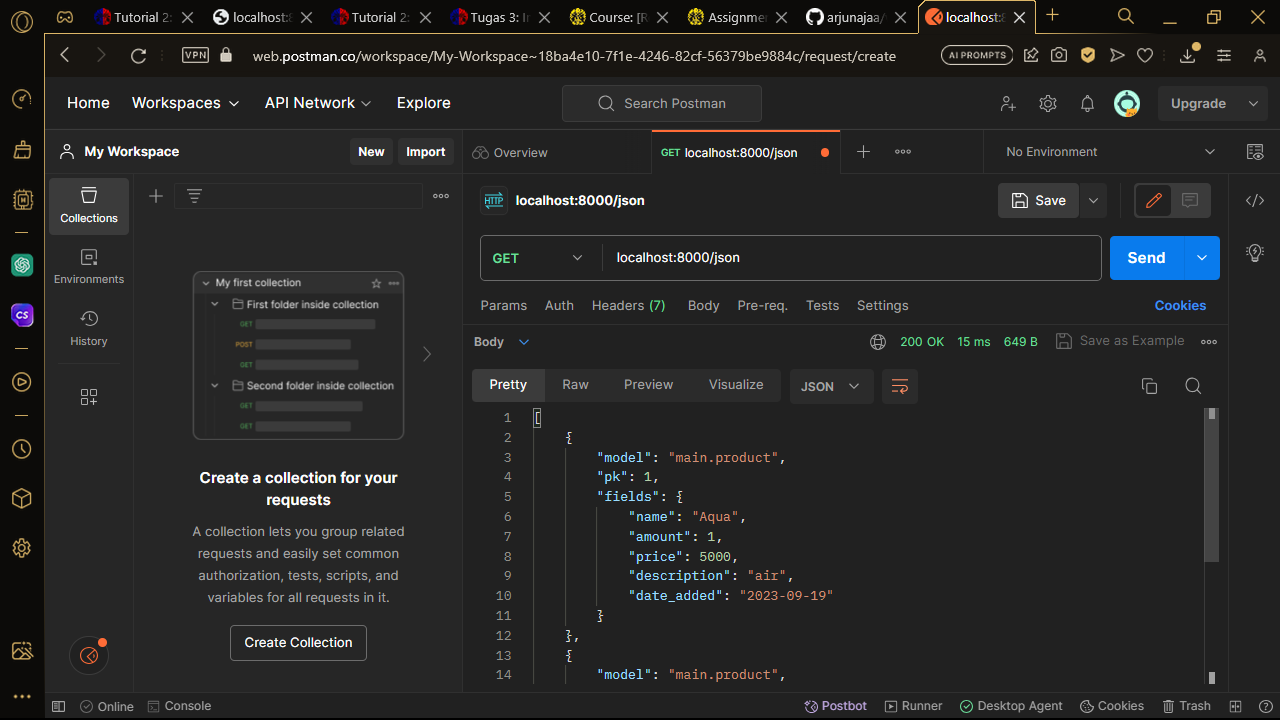 Tutorial 2:
localhost:8
Tutorial 2:
Tugas 3: I
Course: [R
Assignmen
arjunajaa/
localhost:8
VPN
web.postman.co/workspace/My-Workspace~18ba4e10-7f1e-4246-82cf-56379be9884c/request/create
AI PROMPTS
Home
Workspaces
API Network
Explore
Search Postman
Upgrade
My Workspace
New
Import
Overview
GET localhost:8000/json
No Environment
Collections
Environments
History
HTTP
localhost:8000/json
Save
GET
localhost:8000/json
Send
Params
Auth
Headers (7)
Body
Pre-req.
Tests
Settings
Cookies
My first collection
First folder inside collection
GET
POST
GET
Second folder inside collection
GET
GET
Create a collection for your
requests
A collection lets you group related
requests and easily set common
authorization, tests, scripts, and
variables for all requests in it.
Create Collection
Body
200 OK
15 ms
649 B
Save as Example
Pretty
Raw
Preview
Visualize
JSON
1 [
2 {
3 "model": "main.product",
4 "pk": 1,
5 "fields": {
6 "name": "Aqua",
7 "amount": 1,
8 "price": 5000,
9 "description": "air",
10 "date_added": "2023-09-19"
11 }
12 },
13 {
14 "model": "main.product",
Online
Console
Postbot
Runner
Desktop Agent
Cookies
Trash